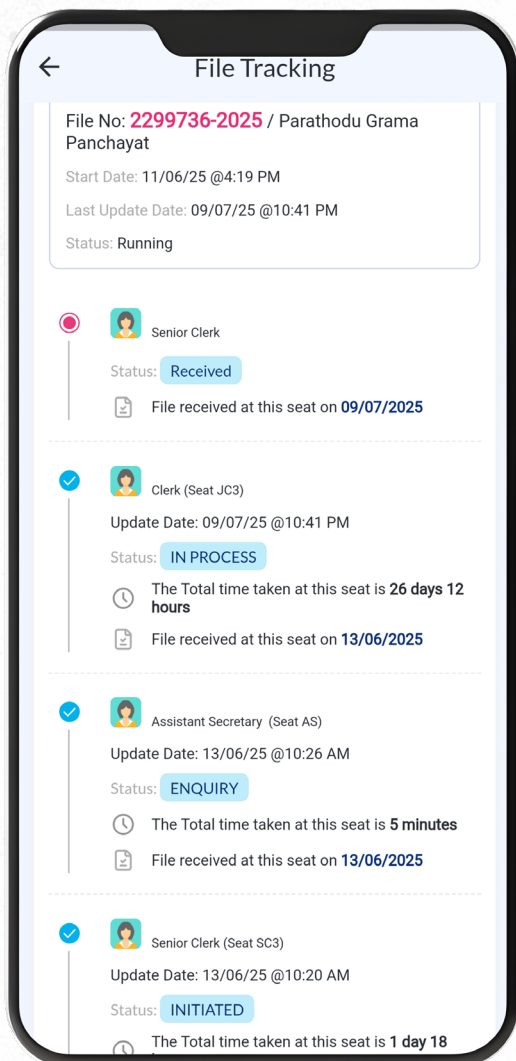 File Tracking
File No: 2299736-2025 / Parathodu Grama
Panchayat
Start Date: 11/06/25 @4:19 PM
Last Update Date: 09/07/25 @10:41 PM
Status: Running
Senior Clerk
Status: Received
File received at this seat on 09/07/2025
Clerk (Seat JC3)
Update Date: 09/07/25 @10:41 PM
Status: IN PROCESS
The Total time taken at this seat is 26 days 12
hours
File received at this seat on 13/06/2025
Assistant Secretary (Seat AS)
Update Date: 13/06/25 @10:26 AM
Status: ENQUIRY
The Total time taken at this seat is 5 minutes
File received at this seat on 13/06/2025
Senior Clerk (Seat SC3)
Update Date: 13/06/25 @10:20 AM
Status: INITIATED
The Total time taken at this seat is 1 day 18